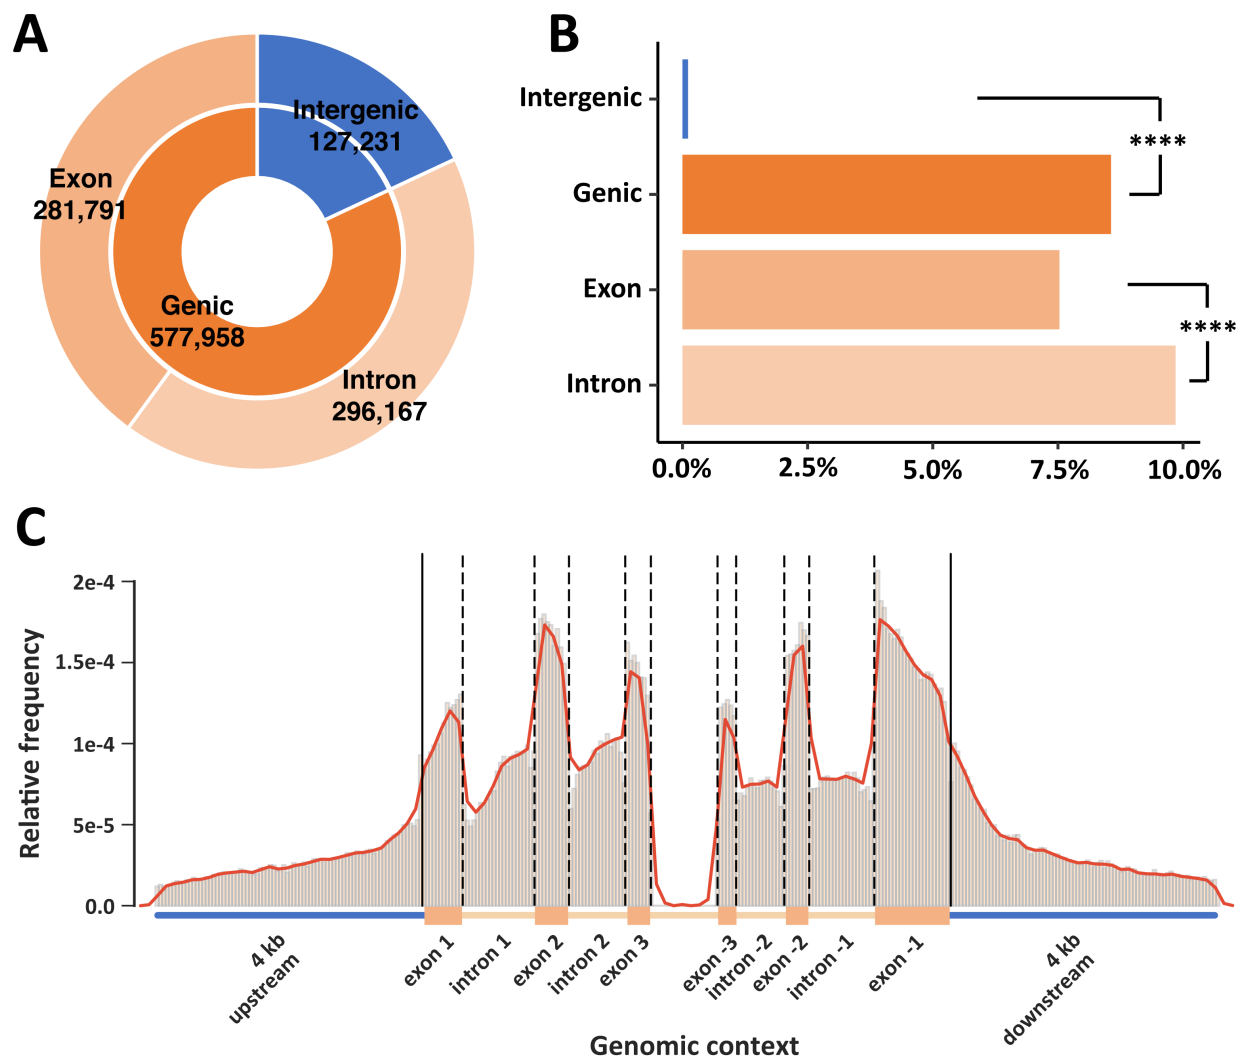 A
Intergenic
127,231
Exon
281,791
Genic
577,958
Intron
296,167
B
Intergenic
****
Genic
Exon
****
Intron
0.0%
2.5%
5.0%
7.5%
10.0%
C
Relative frequency
2e-4
1.5e-4
1e-4
5e-5
0.0
4 kb
upstream
exon 1
intron 1
exon 2
intron 2
exon 3
exon -3
intron -2
exon -2
intron -1
exon -1
4 kb
downstream
Genomic context